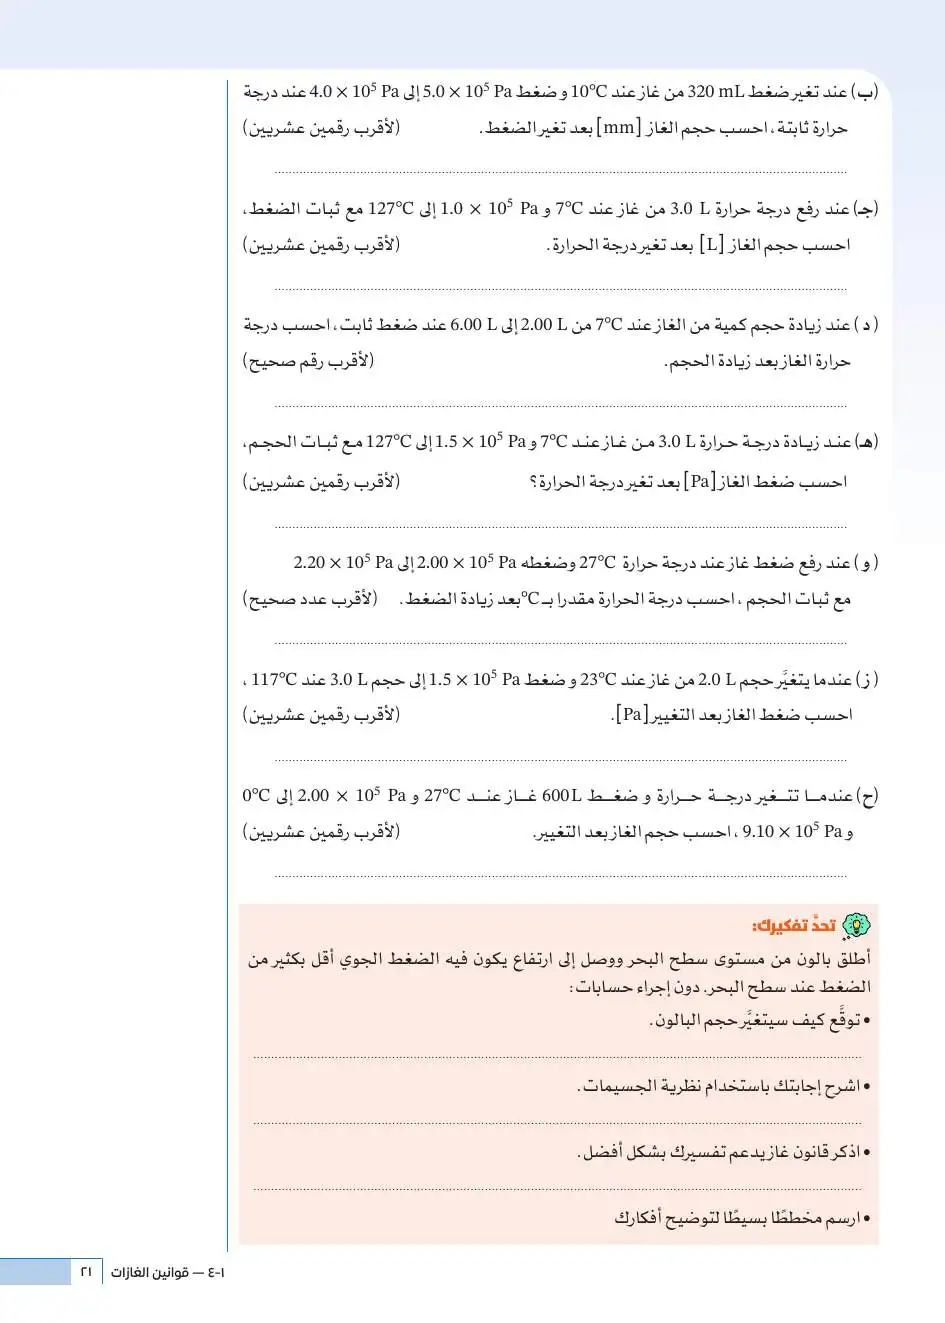 (ب) عند تغير ضغط 320 mL من غاز عند 10°C و ضغط 5.0 × 10⁵ Pa إلى 4.0 × 10⁵ Pa عند درجة
حرارة ثابتة، احسب حجم الغاز [mm] بعد تغير الضغط. (لأقرب رقمين عشريين)
(جـ) عند رفع درجة حرارة 3.0 L من غاز عند 7°C و 1.0 × 10⁵ Pa إلى 127°C مع ثبات الضغط،
احسب حجم الغاز [L] بعد تغير درجة الحرارة. (لأقرب رقمين عشريين)
(د) عند زيادة حجم كمية من الغاز عند 7°C من 2.00 L إلى 6.00 L عند ضغط ثابت، احسب درجة
حرارة الغاز بعد زيادة الحجم. (لأقرب رقم صحيح)
(هـ) عند زيادة درجة حرارة 3.0 L من غاز عند 7°C و 1.5 × 10⁵ Pa إلى 127°C مع ثبات الحجم،
احسب ضغط الغاز [Pa] بعد تغير درجة الحرارة؟ (لأقرب رقمين عشريين)
(و) عند رفع ضغط غاز عند درجة حرارة 27°C وضغطه 2.00 × 10⁵ Pa إلى 2.20 × 10⁵ Pa
مع ثبات الحجم ، احسب درجة الحرارة مقدرا بـ °C بعد زيادة الضغط. (لأقرب عدد صحيح)
(ز) عندما يتغيَّر حجم 2.0 L من غاز عند 23°C و ضغط 1.5 × 10⁵ Pa إلى حجم 3.0 L عند 117°C ،
احسب ضغط الغاز بعد التغيير [Pa]. (لأقرب رقمين عشريين)
(ح) عندما تتغير درجة حرارة و ضغط 600 L غاز عند 27°C و 2.00 × 10⁵ Pa إلى 0°C
و 9.10 × 10⁵ Pa ، احسب حجم الغاز بعد التغيير. (لأقرب رقمين عشريين)
تحدَّ تفكيرك:
أطلق بالون من مستوى سطح البحر ووصل إلى ارتفاع يكون فيه الضغط الجوي أقل بكثير من
الضغط عند سطح البحر. دون إجراء حسابات:
• توقَّع كيف سيتغيَّر حجم البالون.
• اشرح إجابتك باستخدام نظرية الجسيمات.
• اذكر قانون غاز يدعم تفسيرك بشكل أفضل.
• ارسم مخططًا بسيطًا لتوضيح أفكارك
١-٤ — قوانين الغازات ٢١